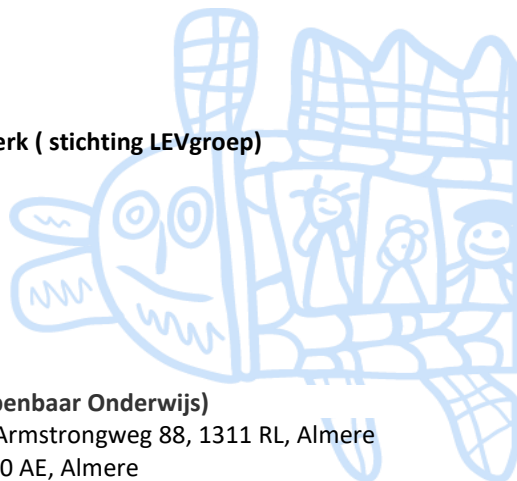 erk ( stichting LEVgroep)
enbaar Onderwijs)
Armstrongweg 88, 1311 RL, Almere
0 AE, Almere